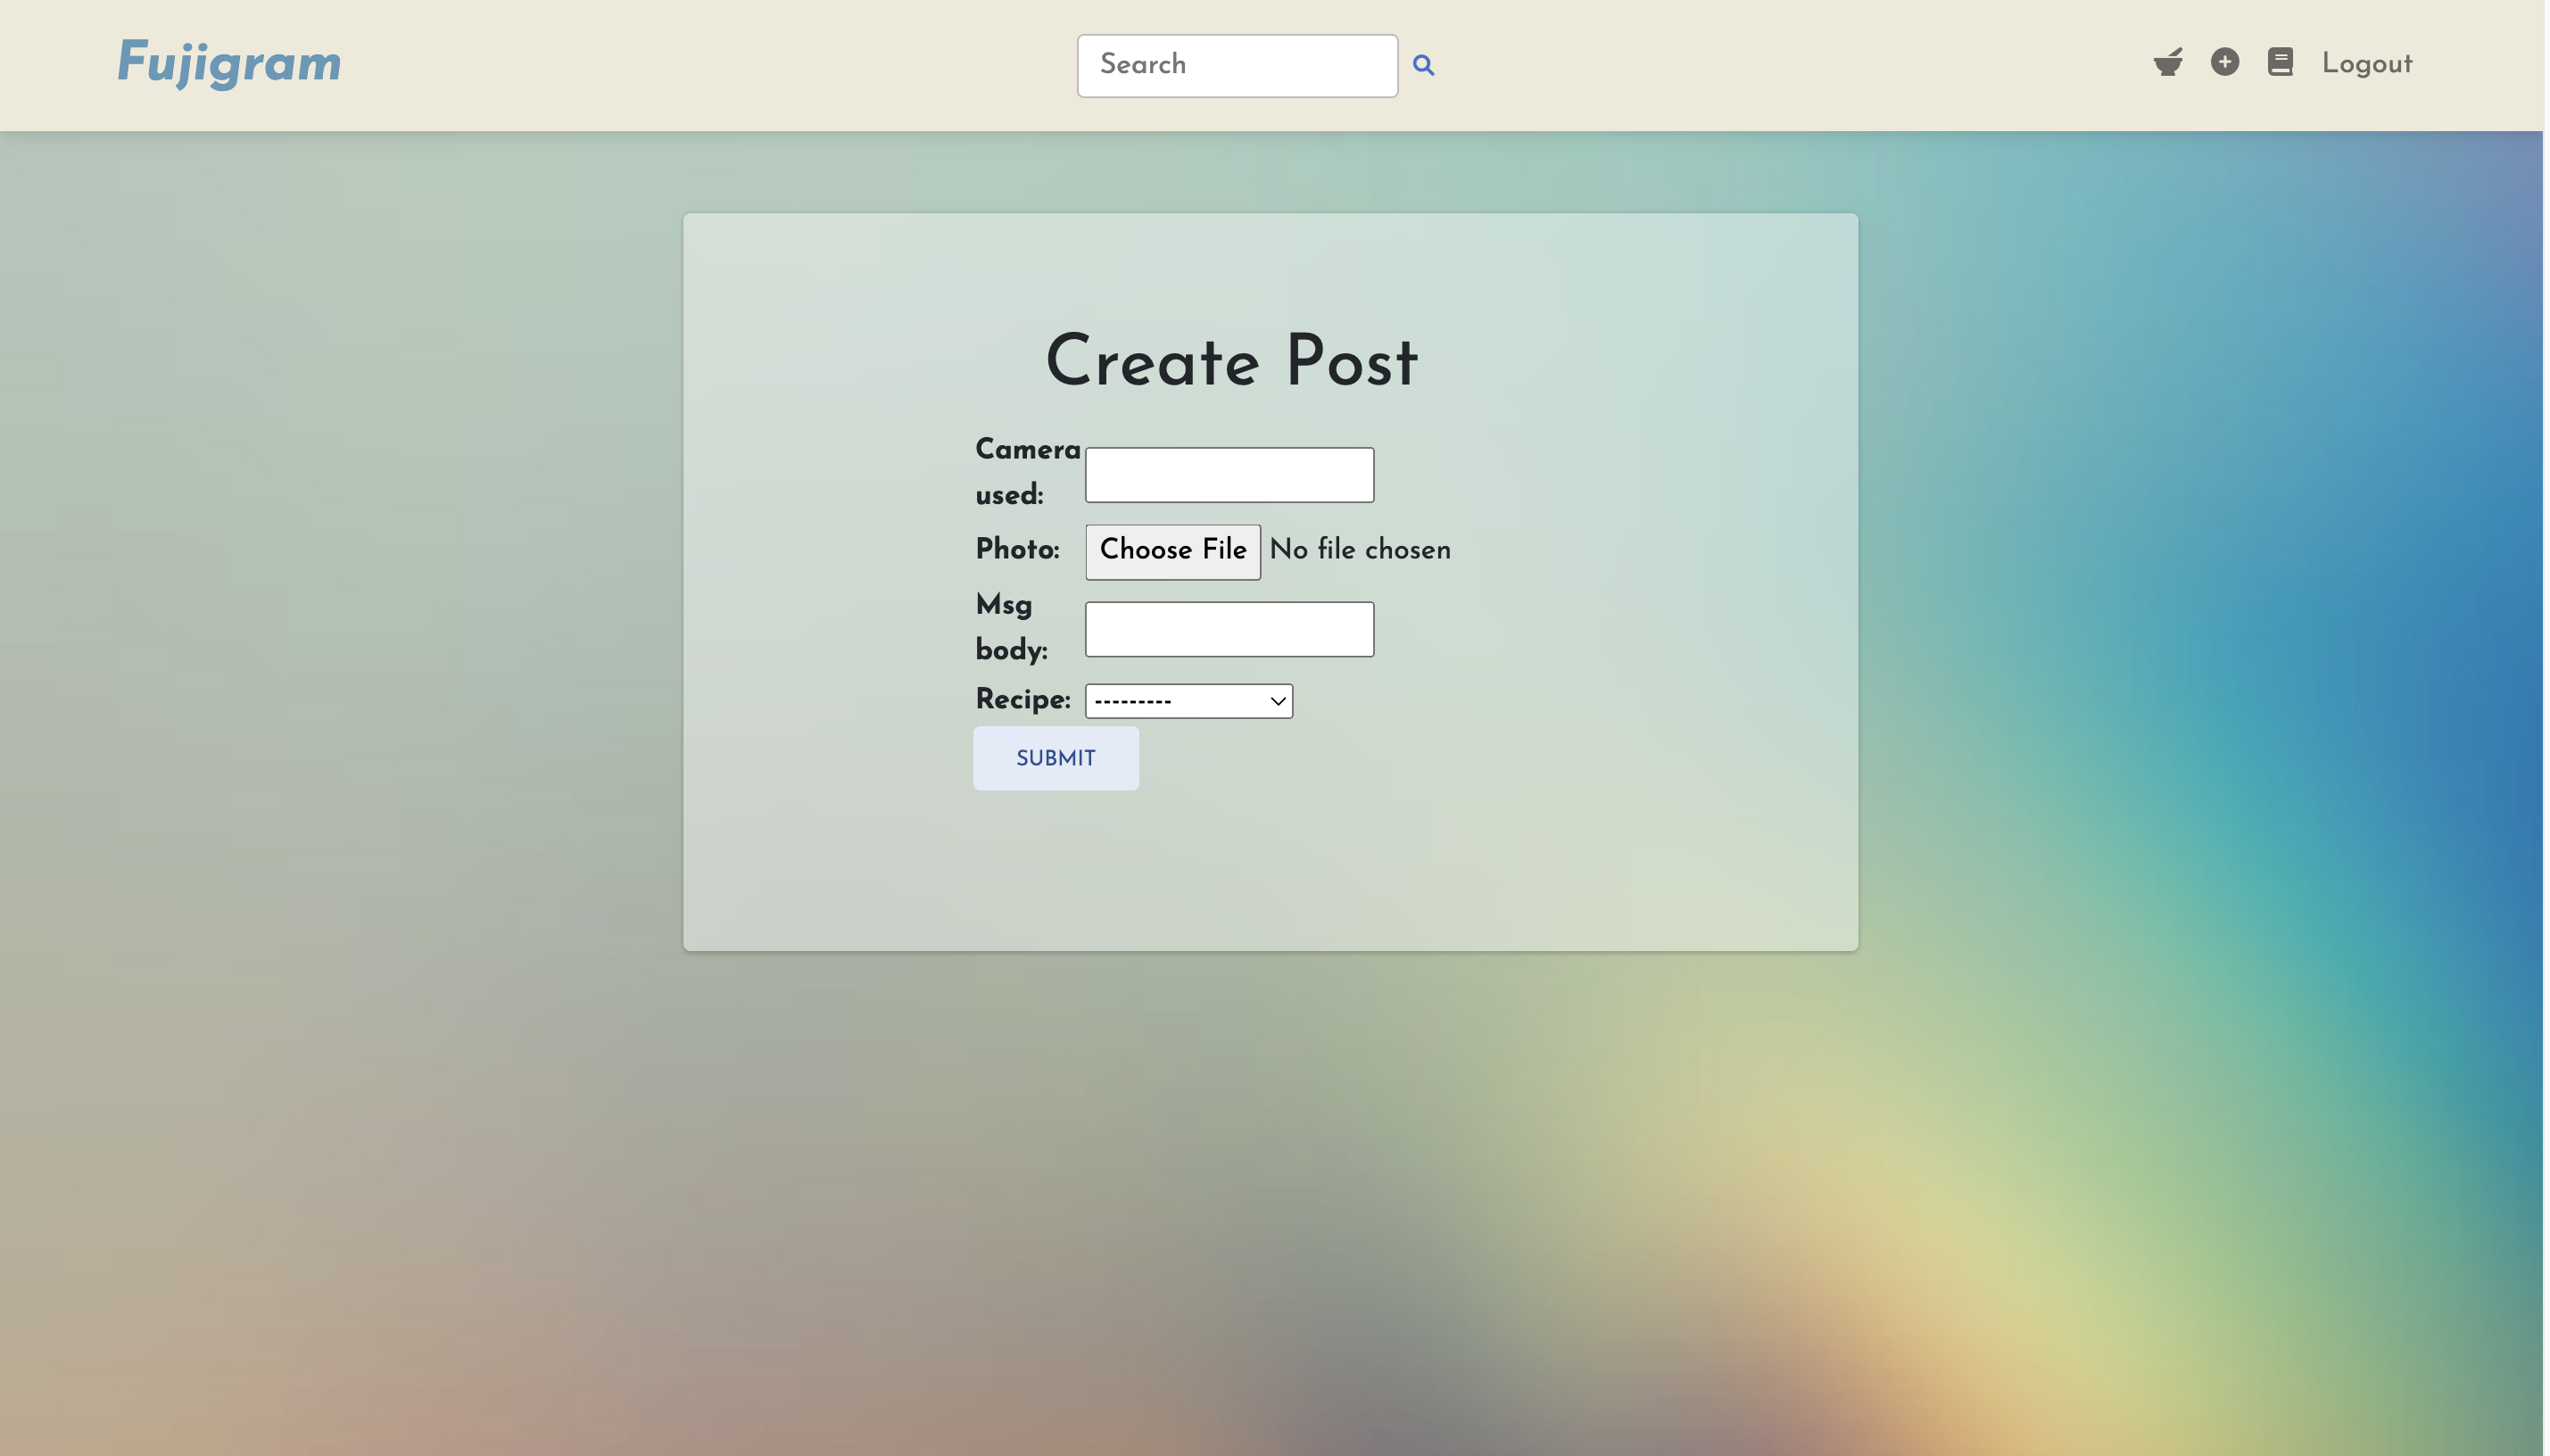 Fujigram
Search
Logout
Create Post
Camera
used:
Photo: Choose File No file chosen
Msg
body:
Recipe: ---------
SUBMIT